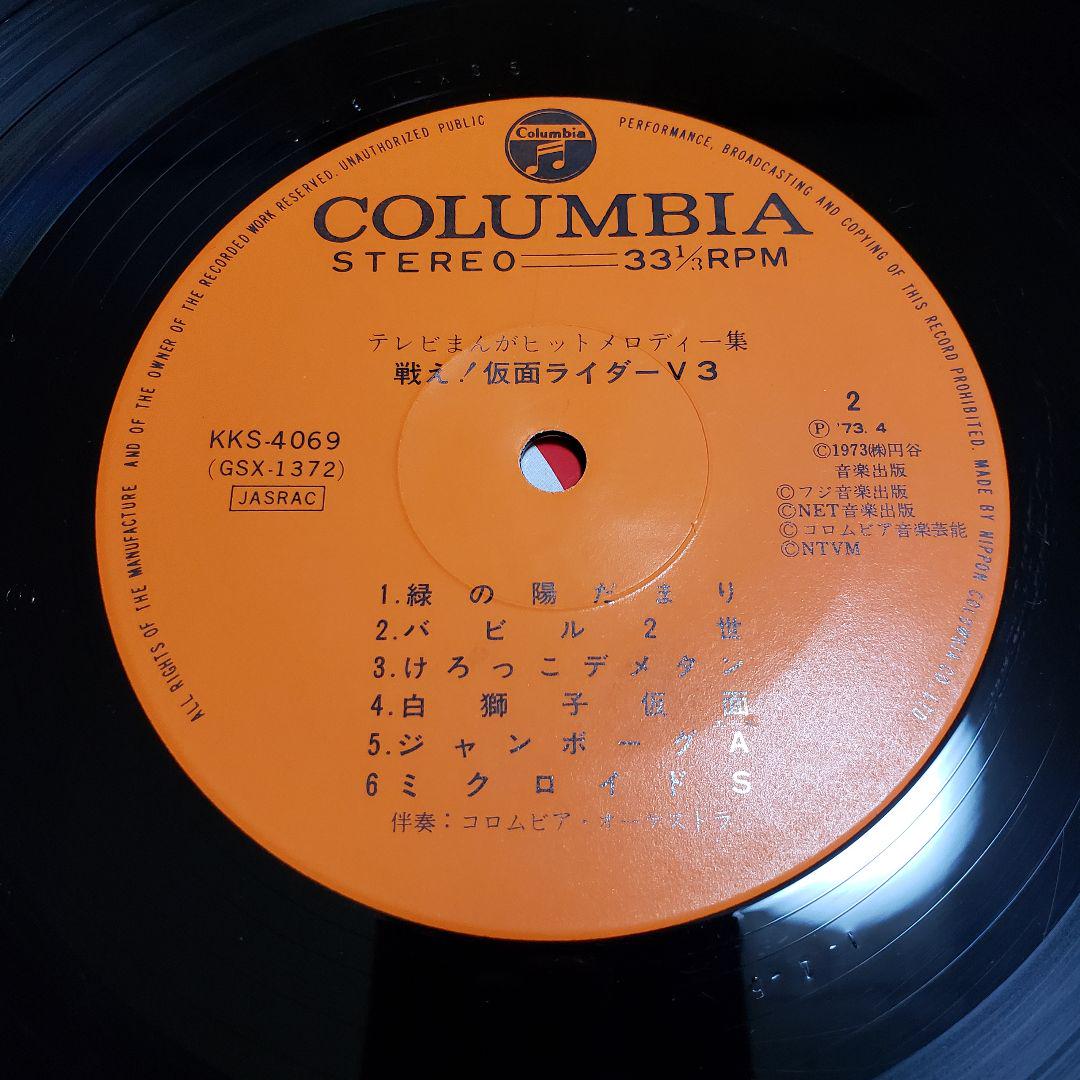 Columbia
ALL RIGHTS OF THE MANUFACTURE AND OF THE OWNER OF THE RECORDED WORK RESERVED. UNAUTHORIZED PUBLIC
PERFORMANCE, BROADCASTING AND COPYING OF THIS RECORD PROHIBITED. MADE BY NIPPON COLUMBIA CO. LTD
COLUMBIA
STEREO 33 1/3 RPM
テレビまんがヒットメロディー集
戦え!仮面ライダーV3
KKS-4069
(GSX-1372)
JASRAC
2
Ⓟ '73.4
©1973㈱円谷
音楽出版
©フジ音楽出版
©NET音楽出版
©コロムビア音楽芸能
©NTVM
1.緑の陽だまり
2.バビル2世
3.けろっこデメタン
4.白獅子仮面
5.ジャンボーグA
6ミクロイドS
伴奏:コロムビア・オーケストラ